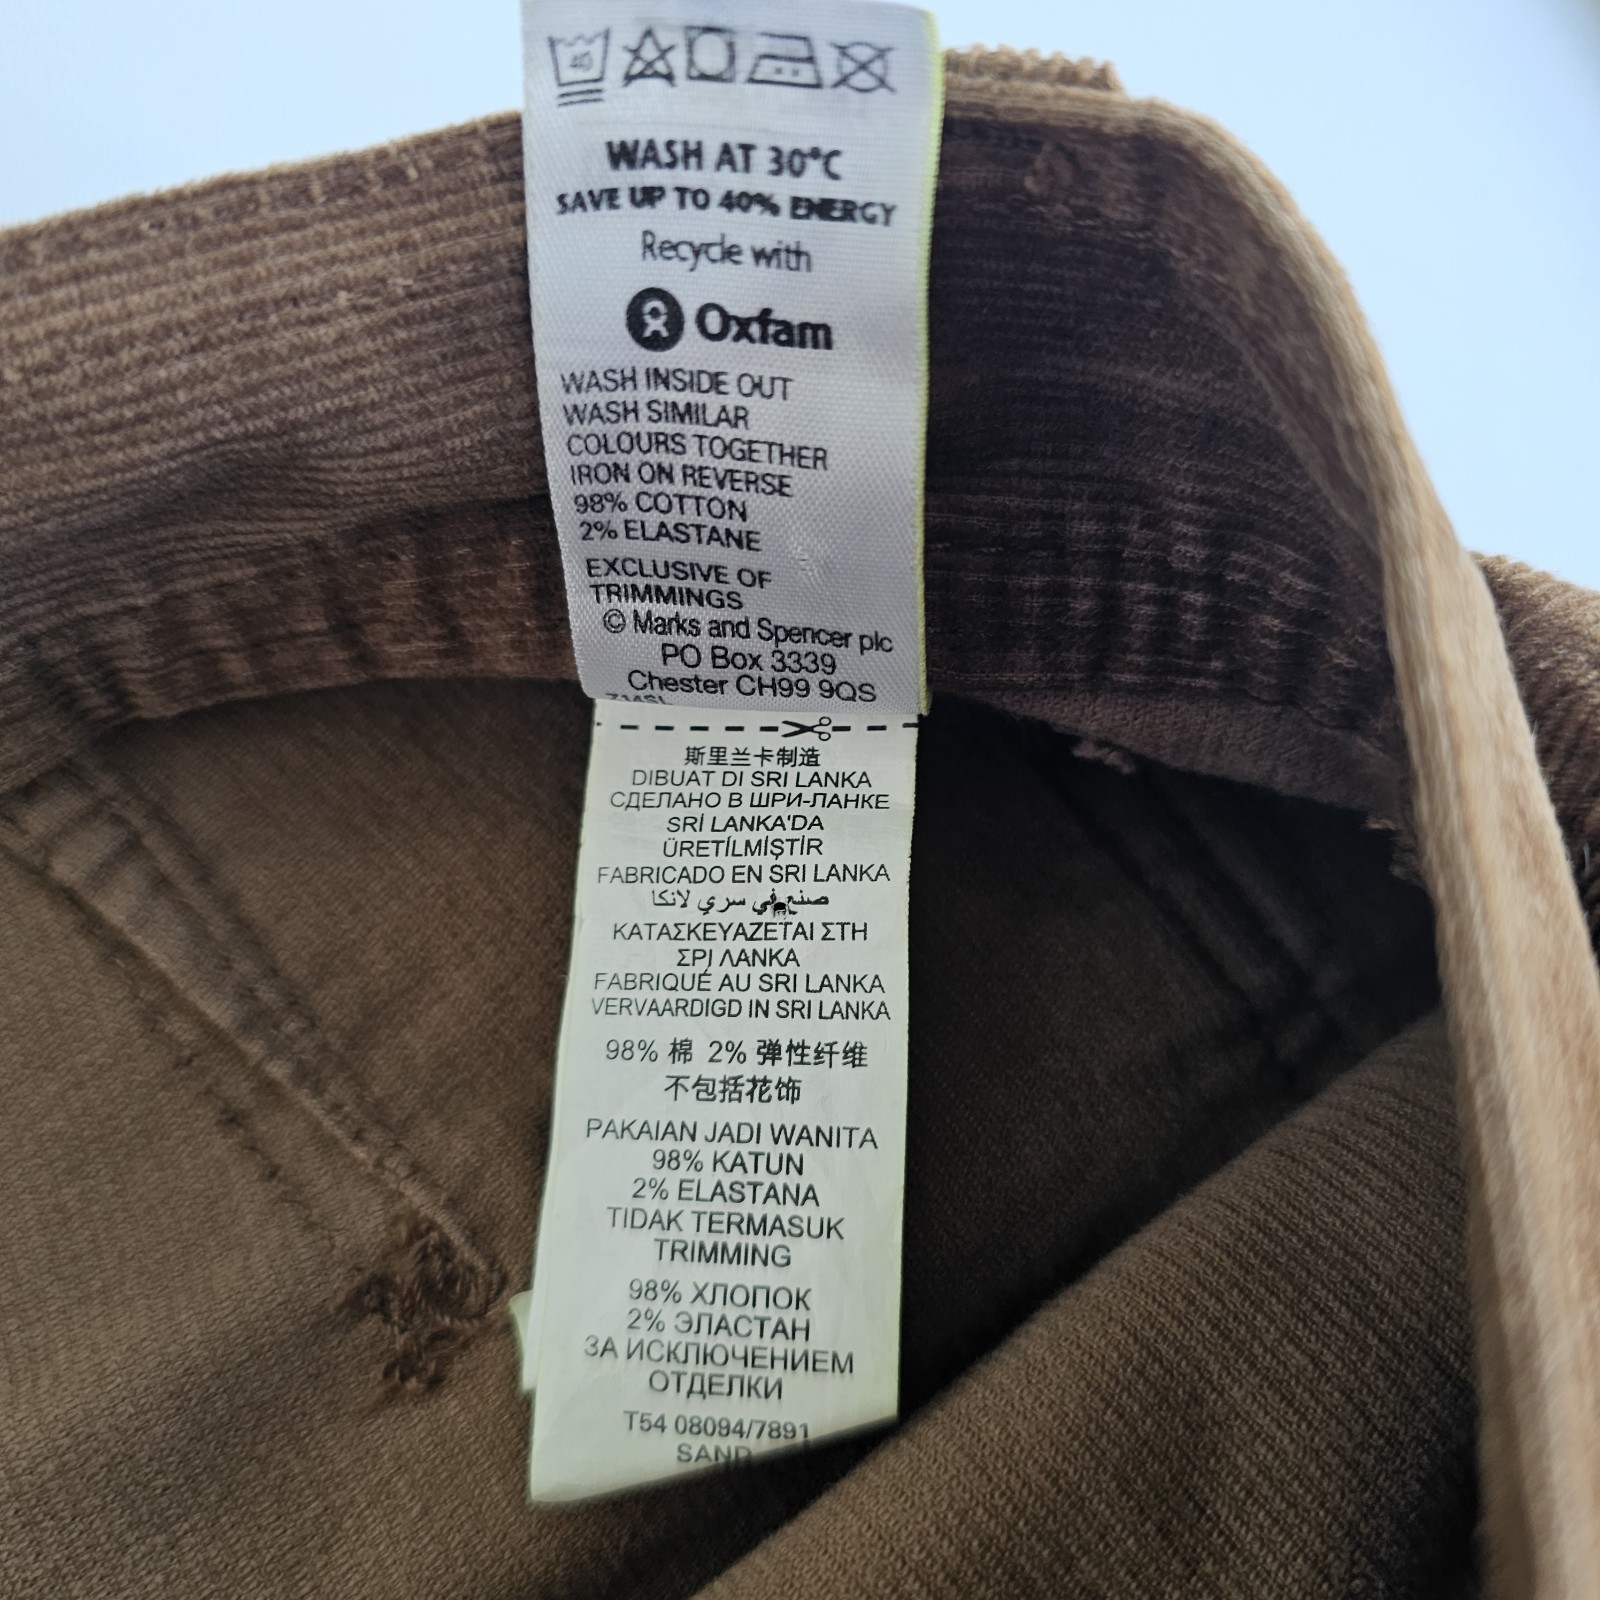 40
WASH AT 30°C
SAVE UP TO 40% ENERGY
Recycle with
Oxfam
WASH INSIDE OUT
WASH SIMILAR
COLOURS TOGETHER
IRON ON REVERSE
98% COTTON
2% ELASTANE
EXCLUSIVE OF
TRIMMINGS
© Marks and Spencer plc
PO Box 3339
Chester CH99 9QS
斯里兰卡制造
DIBUAT DI SRI LANKA
СДЕЛАНО В ШРИ-ЛАНКЕ
SRİ LANKA'DA
ÜRETİLMİŞTİR
FABRICADO EN SRI LANKA
صنع في سري لانكا
ΚΑΤΑΣΚΕΥΑΖΕΤΑΙ ΣΤΗ
ΣΡΙ ΛΑΝΚΑ
FABRIQUÉ AU SRI LANKA
VERVAARDIGD IN SRI LANKA
98% 棉 2% 弹性纤维
不包括花饰
PAKAIAN JADI WANITA
98% KATUN
2% ELASTANA
TIDAK TERMASUK
TRIMMING
98% ХЛОПОК
2% ЭЛАСТАН
ЗА ИСКЛЮЧЕНИЕМ
ОТДЕЛКИ
T54 08094/7891
SAND